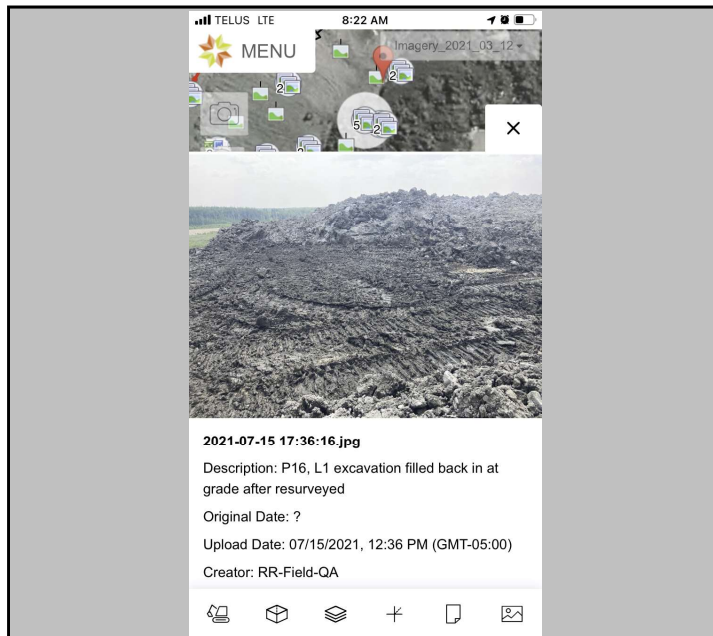 TELUS LTE 8:22 AM
MENU
Imagery_2021_03_12
2
2
5 2
2
2021-07-15 17:36:16.jpg
Description: P16, L1 excavation filled back in at
grade after resurveyed
Original Date: ?
Upload Date: 07/15/2021, 12:36 PM (GMT-05:00)
Creator: RR-Field-QA